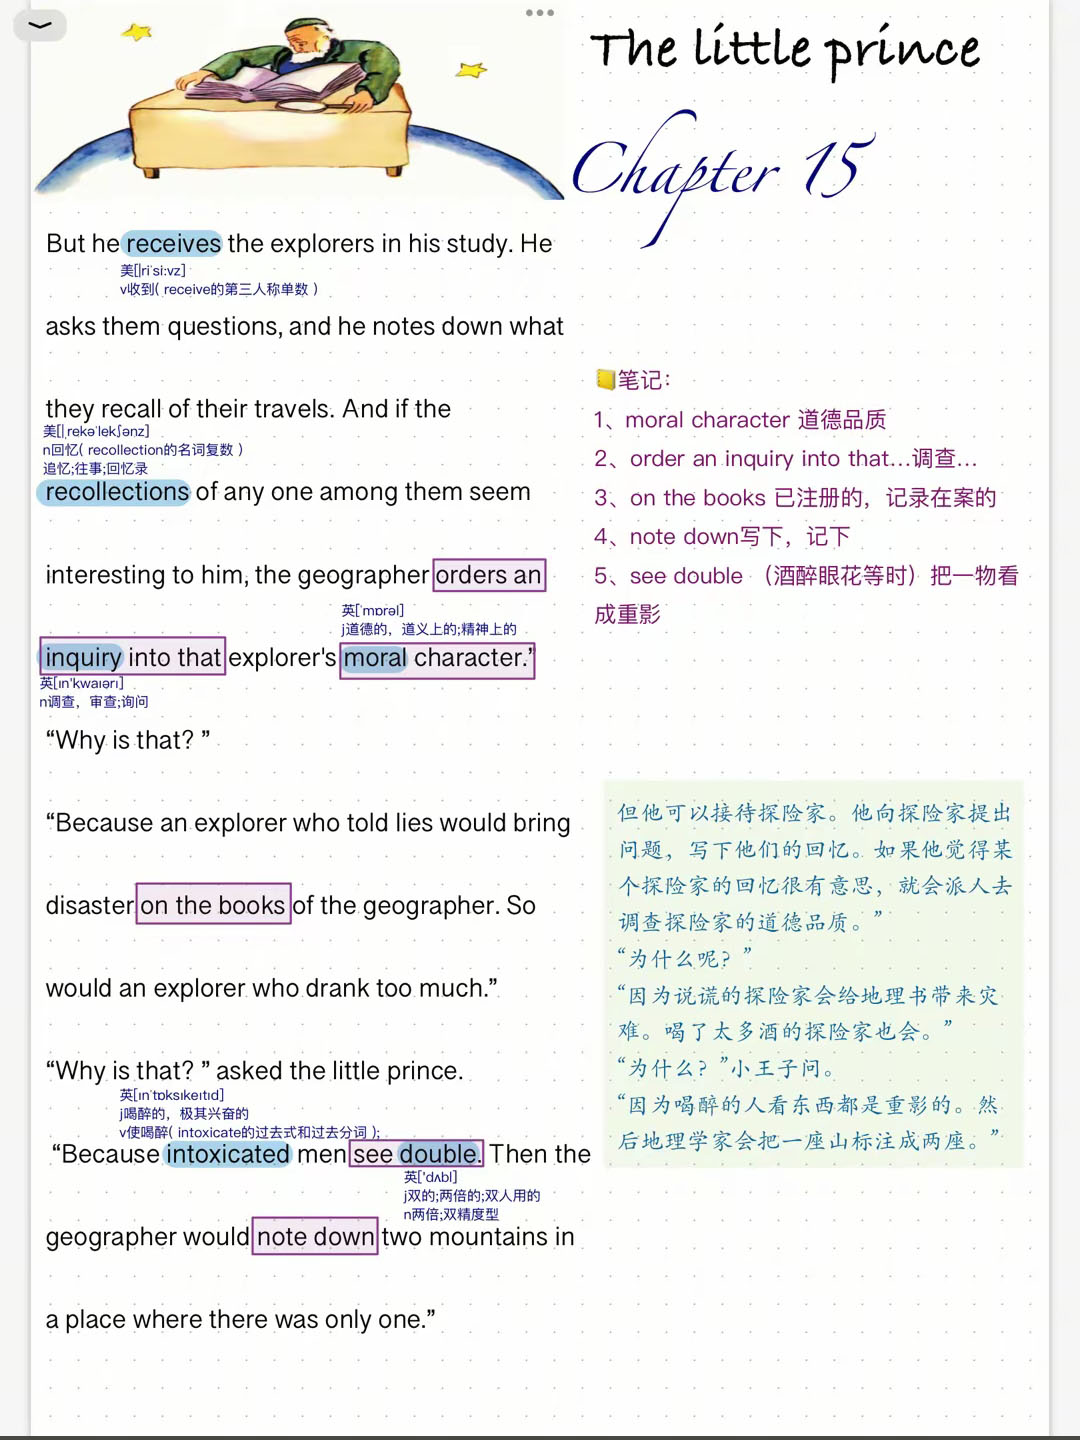 The little prince
Chapter 15
But he receives the explorers in his study. He
美[|riˈsi:vz]
v收到( receive的第三人称单数 )
asks them questions, and he notes down what
they recall of their travels. And if the
美[|ˌrekəˈlekʃənz]
n回忆( recollection的名词复数 )
追忆;往事;回忆录
recollections of any one among them seem
interesting to him, the geographer orders an
英[ˈmɒrəl]
j道德的，道义上的;精神上的
inquiry into that explorer's moral character.”
英[ɪnˈkwaɪərɪ]
n调查，审查;询问
“Why is that? ”
“Because an explorer who told lies would bring
disaster on the books of the geographer. So
would an explorer who drank too much.”
“Why is that? ” asked the little prince.
英[ɪnˈtɒksɪkeɪtɪd]
j喝醉的，极其兴奋的
v使喝醉( intoxicate的过去式和过去分词 );
“Because intoxicated men see double. Then the
英['dʌbl]
j双的;两倍的;双人用的
n两倍;双精度型
geographer would note down two mountains in
a place where there was only one.”
📒笔记：
1、moral character 道德品质
2、order an inquiry into that...调查...
3、on the books 已注册的，记录在案的
4、note down写下，记下
5、see double （酒醉眼花等时）把一物看
成重影
但他可以接待探险家。他向探险家提出
问题，写下他们的回忆。如果他觉得某
个探险家的回忆很有意思，就会派人去
调查探险家的道德品质。”
“为什么呢？”
“因为说谎的探险家会给地理书带来灾
难。喝了太多酒的探险家也会。”
“为什么？”小王子问。
“因为喝醉的人看东西都是重影的。然
后地理学家会把一座山标注成两座。”